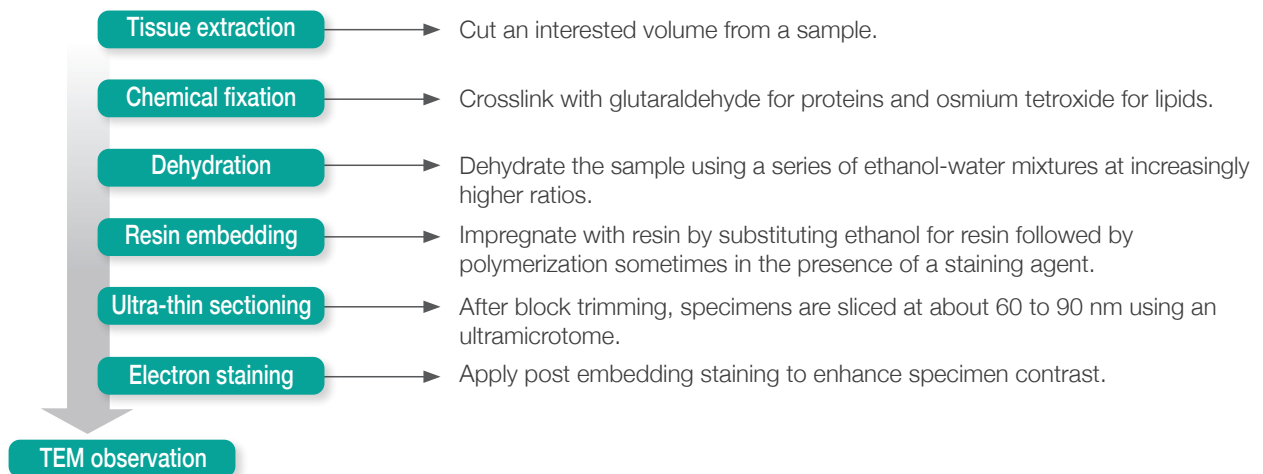 Tissue extraction
Cut an interested volume from a sample.
Chemical fixation
Crosslink with glutaraldehyde for proteins and osmium tetroxide for lipids.
Dehydration
Dehydrate the sample using a series of ethanol-water mixtures at increasingly
higher ratios.
Resin embedding
Impregnate with resin by substituting ethanol for resin followed by
polymerization sometimes in the presence of a staining agent.
Ultra-thin sectioning
After block trimming, specimens are sliced at about 60 to 90 nm using an
ultramicrotome.
Electron staining
Apply post embedding staining to enhance specimen contrast.
TEM observation